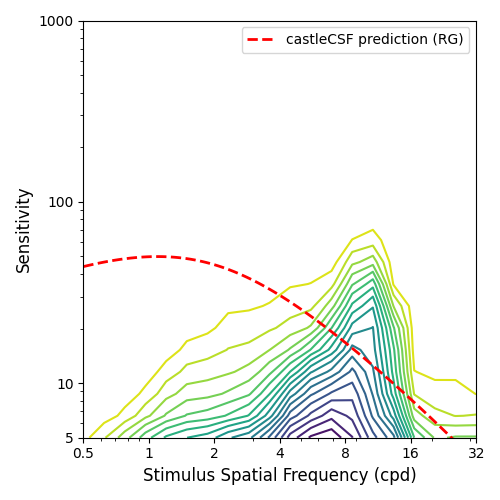 1000
castleCSF prediction (RG)
100
10
5
Sensitivity
0.5 1 2 4 8 16 32
Stimulus Spatial Frequency (cpd)